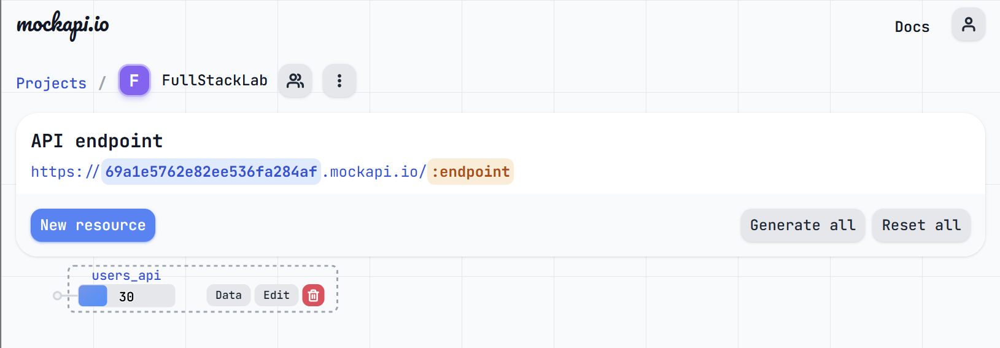 mockapi.io
Docs
Projects / F FullStackLab
API endpoint
https://69a1e5762e82ee536fa284af.mockapi.io/:endpoint
New resource Generate all Reset all
users_api
30 Data Edit